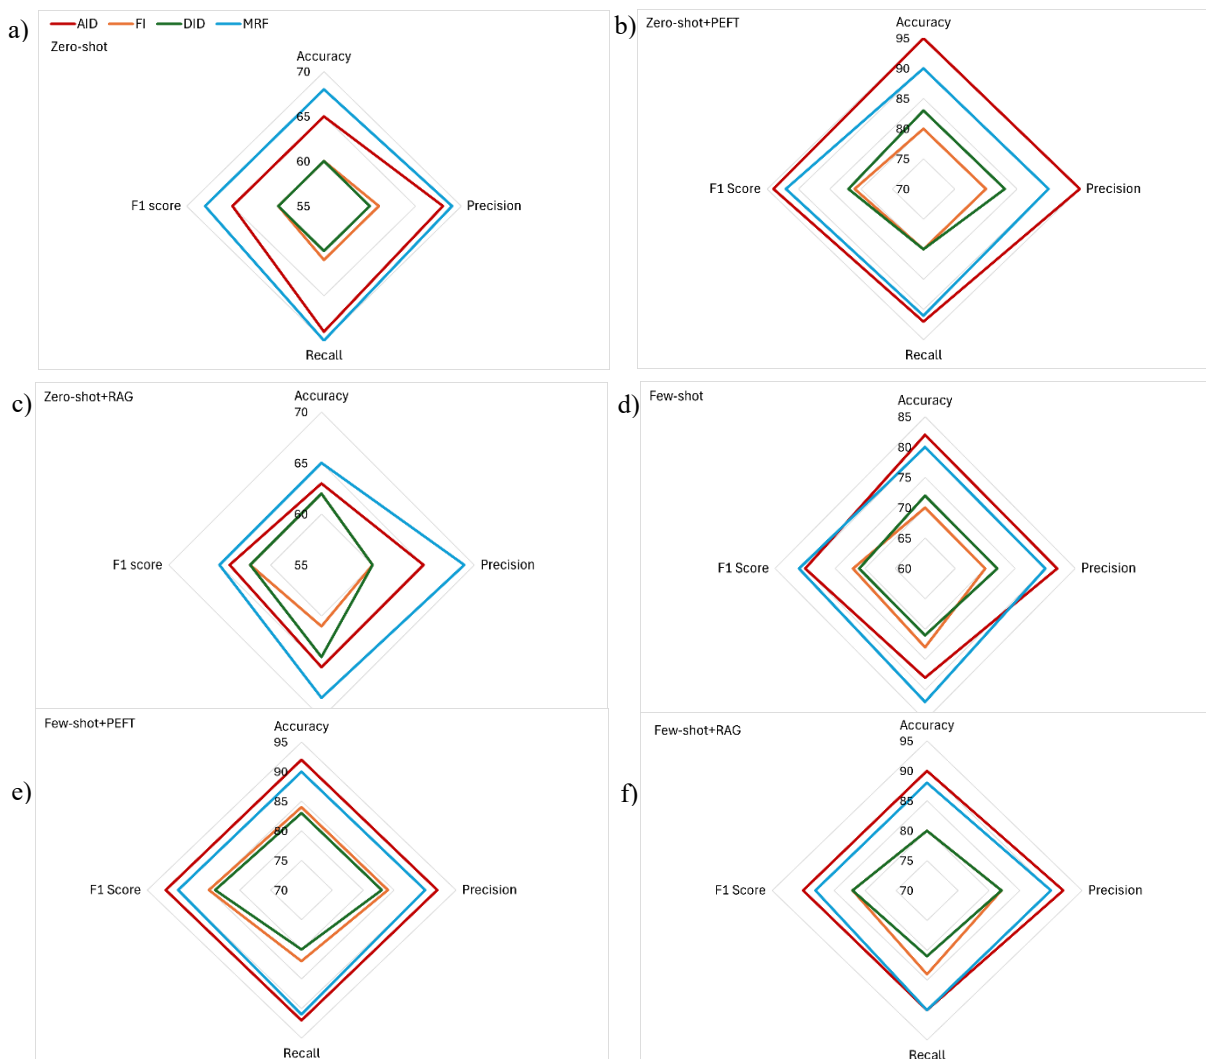 a)
AID FI DID MRF
Zero-shot
Accuracy
70
65
60
55
F1 score
Precision
Recall
b)
Zero-shot+PEFT
Accuracy
95
90
85
80
75
70
F1 Score
Precision
Recall
c)
Zero-shot+RAG
Accuracy
70
65
60
55
F1 score
Precision
d)
Few-shot
Accuracy
85
80
75
70
65
60
F1 Score
Precision
e)
Few-shot+PEFT
Accuracy
95
90
85
80
75
70
F1 Score
Precision
Recall
f)
Few-shot+RAG
Accuracy
95
90
85
80
75
70
F1 Score
Precision
Recall